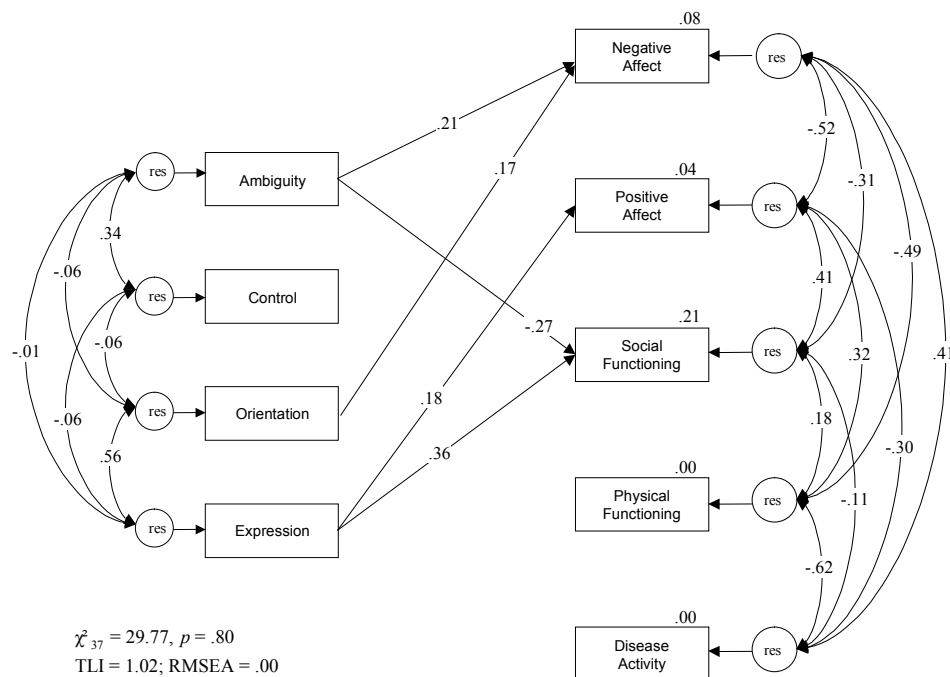 .08
Negative
Affect
res
-.52
.21
-.31
.17
res
Ambiguity
.04
Positive
Affect
res
.34
-.06
-.49
.41
res
Control
-.27
.21
Social
Functioning
res
-.01
-.06
.32
.41
res
Orientation
.18
-.06
.56
.36
.18
-.30
.00
Physical
Functioning
res
-.11
res
Expression
-.62
.00
Disease
Activity
res
χ² 37 = 29.77, p = .80
TLI = 1.02; RMSEA = .00